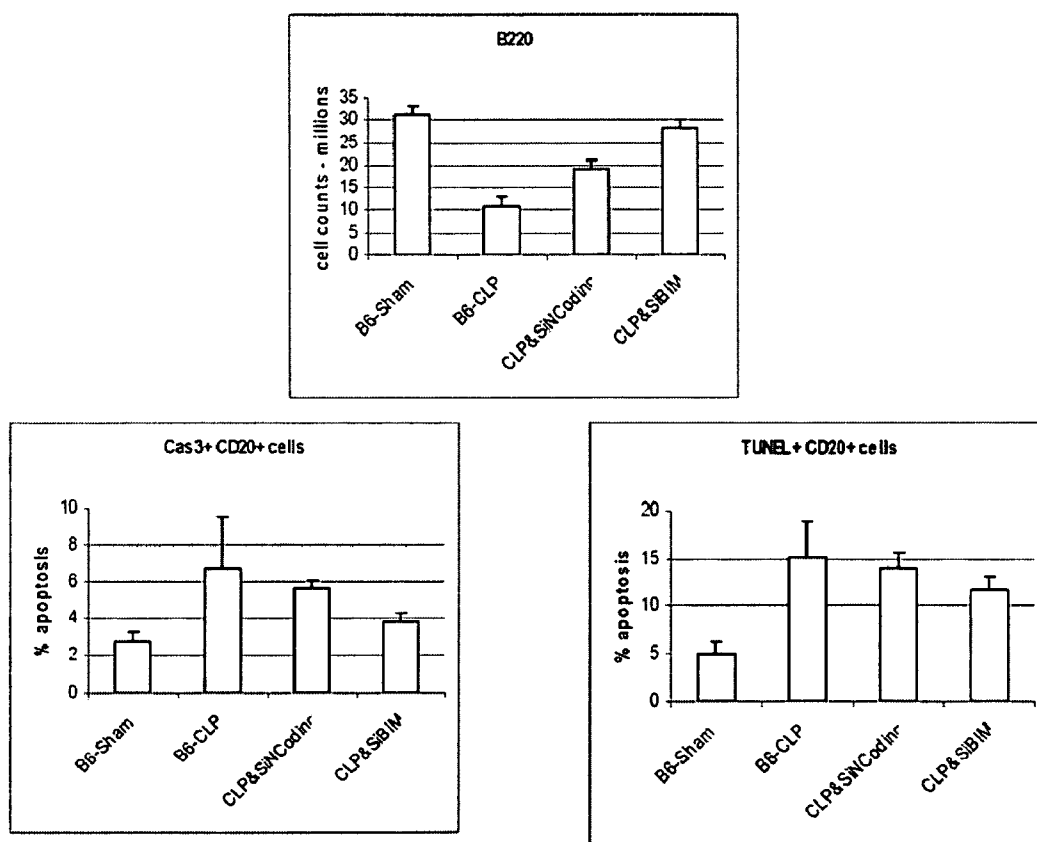 B220
cell counts - millions
35
30
25
20
15
10
5
0
B6-Sham
B6-CLP
CLP&SiNCoding
CLP&SiBIM
Cas3+ CD20+ cells
% apoptosis
10
8
6
4
2
0
B6-Sham
B6-CLP
CLP&SiNCoding
CLP&SiBIM
TUNEL+ CD20+ cells
% apoptosis
20
15
10
5
0
B6-Sham
B6-CLP
CLP&SiNCoding
CLP&SiBIM